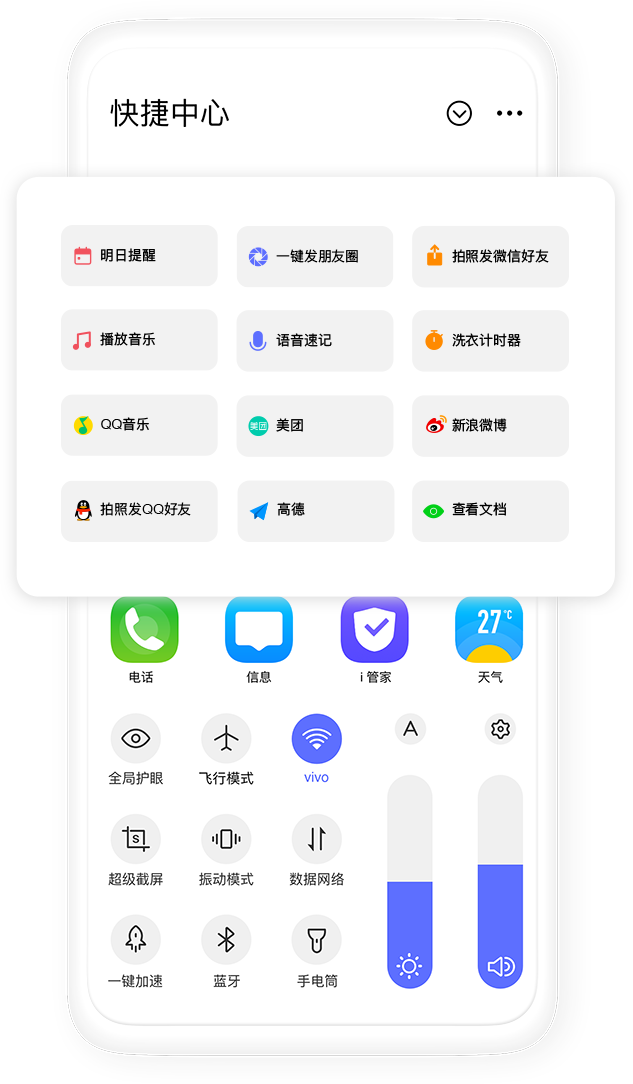 快捷中心
明日提醒
一键发朋友圈
拍照发微信好友
播放音乐
语音速记
洗衣计时器
QQ音乐
美团
美团
新浪微博
拍照发QQ好友
高德
查看文档
27℃
电话
信息
i 管家
天气
A
全局护眼
飞行模式
vivo
S
超级截屏
振动模式
数据网络
一键加速
蓝牙
手电筒